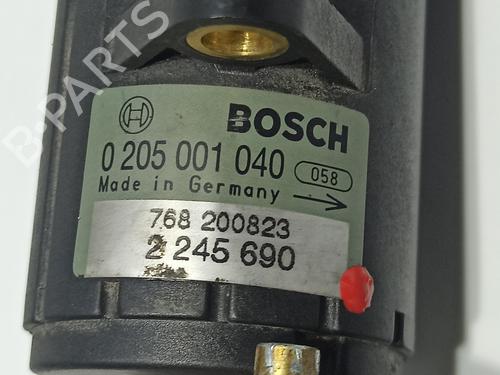 BOSCH
0 205 001 040 058
Made in Germany
768 200823
2 245 690
B-PARTS